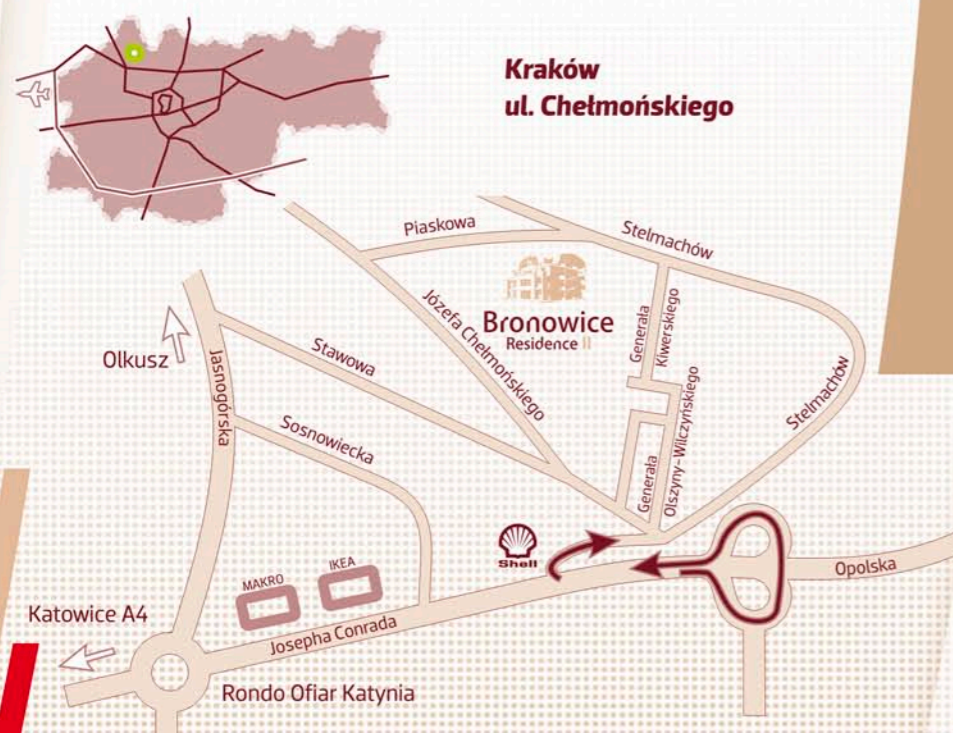 Kraków
ul. Chełmońskiego
Piaskowa
Stelmachów
Bronowice
Residence II
Józefa Chełmońskiego
Generała
Kiwerskiego
Olkusz
Jasnogórska
Stawowa
Sosnowiecka
Generała
Olszyny-Wilczyńskiego
Stelmachów
Shell
Opolska
MAKRO
IKEA
Katowice A4
Josepha Conrada
Rondo Ofiar Katynia